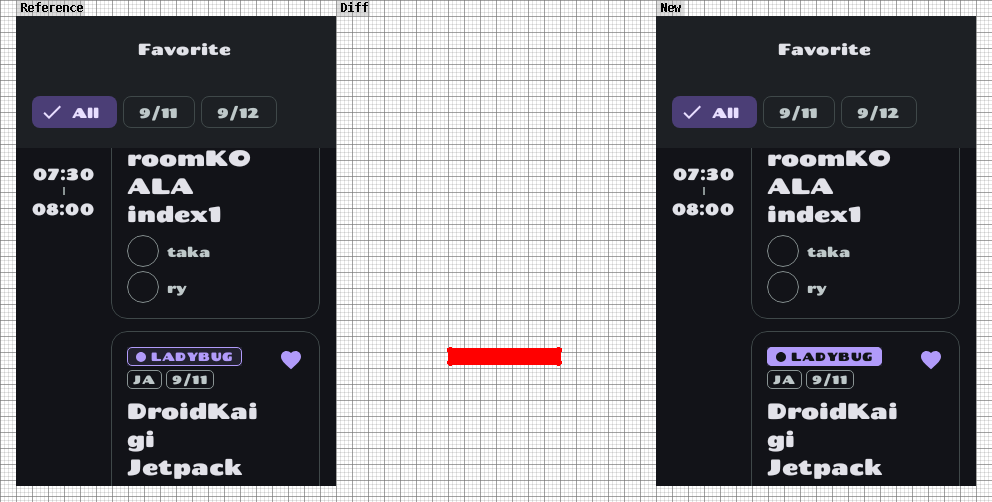 Reference
Diff
New
Favorite
All 9/11 9/12
07:30
08:00
roomKO
ALA
index1
taka
ry
LADYBUG
JA 9/11
DroidKai
gi
Jetpack
Favorite
All 9/11 9/12
07:30
08:00
roomKO
ALA
index1
taka
ry
LADYBUG
JA 9/11
DroidKai
gi
Jetpack